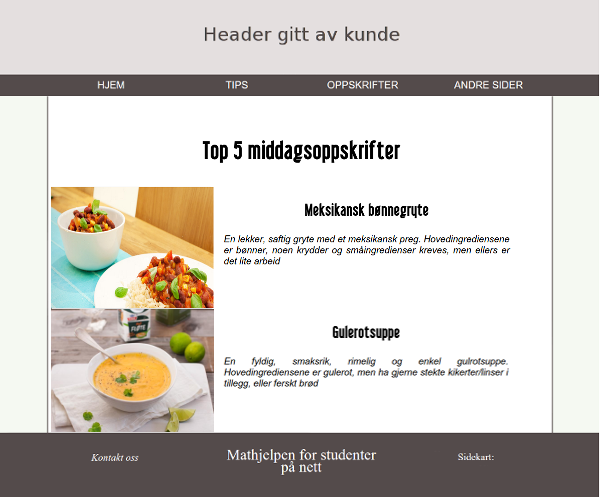 Header gitt av kunde
HJEM TIPS OPPSKRIFTER ANDRE SIDER
Top 5 middagsoppskrifter
Meksikansk bønnegryte
En lekker, saftig gryte med et meksikansk preg. Hovedingrediensene
er bønner, noen krydder og småingredienser kreves, men ellers er
det lite arbeid
Gulerotsuppe
En fyldig, smaksrik, rimelig og enkel gulrotsuppe.
Hovedingrediensene er gulerot, men ha gjerne stekte kikerter/linser i
tillegg, eller ferskt brød
Kontakt oss
Mathjelpen for studenter
på nett
Sidekart: